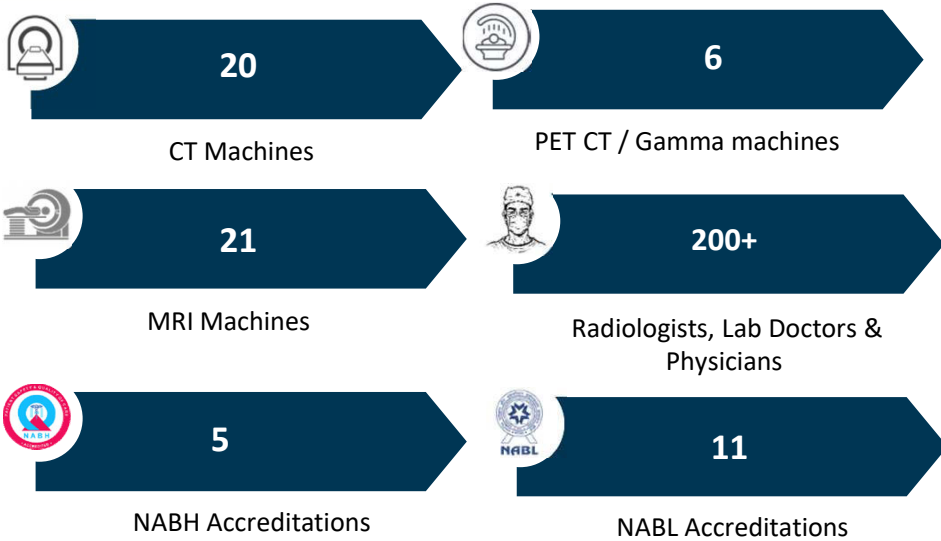 20
6
CT Machines
PET CT / Gamma machines
21
200+
MRI Machines
Radiologists, Lab Doctors &
Physicians
NABH
5
NABL
11
NABH Accreditations
NABL Accreditations